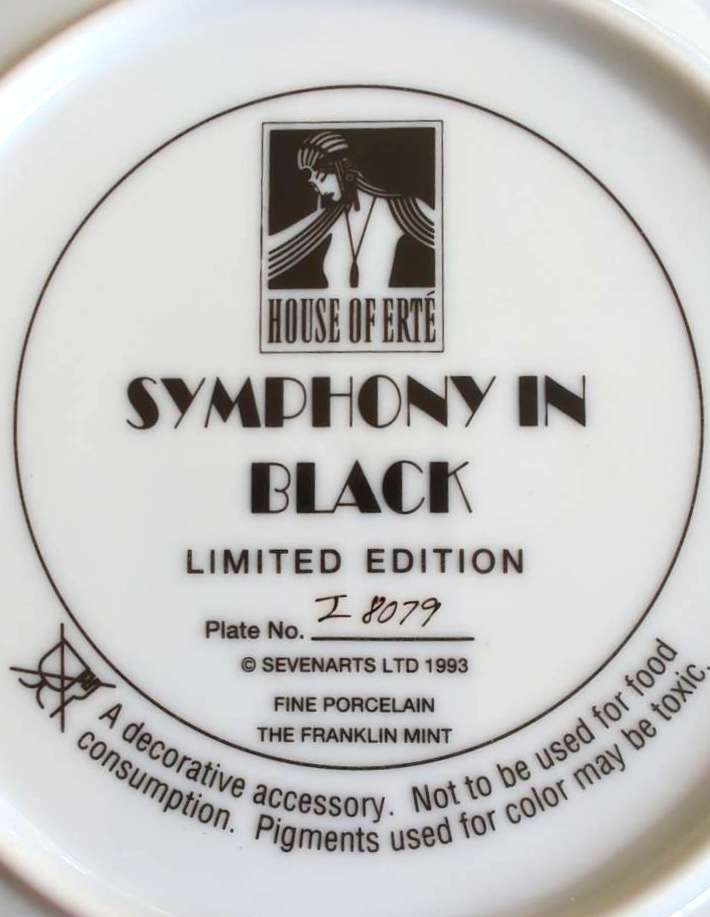 HOUSE OF ERTÉ
SYMPHONY IN
BLACK
LIMITED EDITION
Plate No. I 8079
© SEVENARTS LTD 1993
FINE PORCELAIN
THE FRANKLIN MINT
A decorative accessory. Not to be used for food
consumption. Pigments used for color may be toxic.